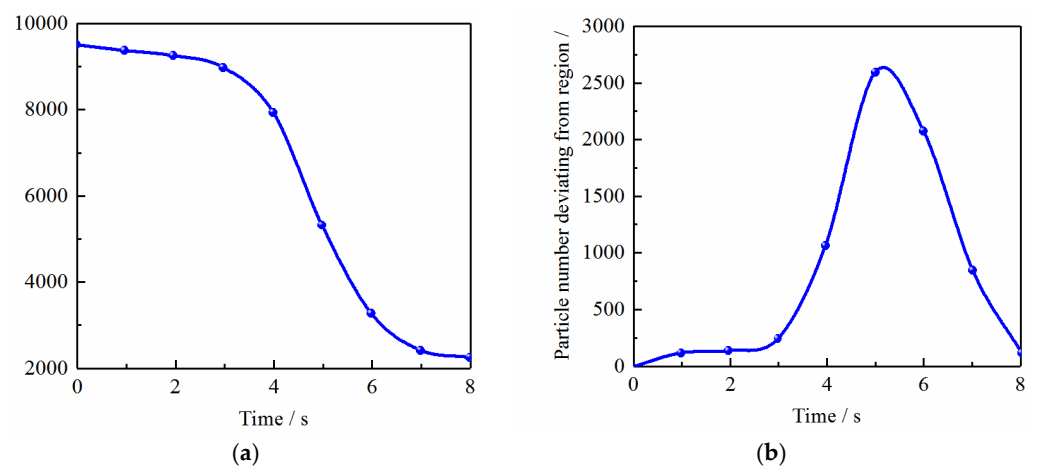 10000
8000
6000
4000
2000
0 2 4 6 8
Time / s
(a)
Particle number deviating from region /
3000
2500
2000
1500
1000
500
0
0 2 4 6 8
Time / s
(b)